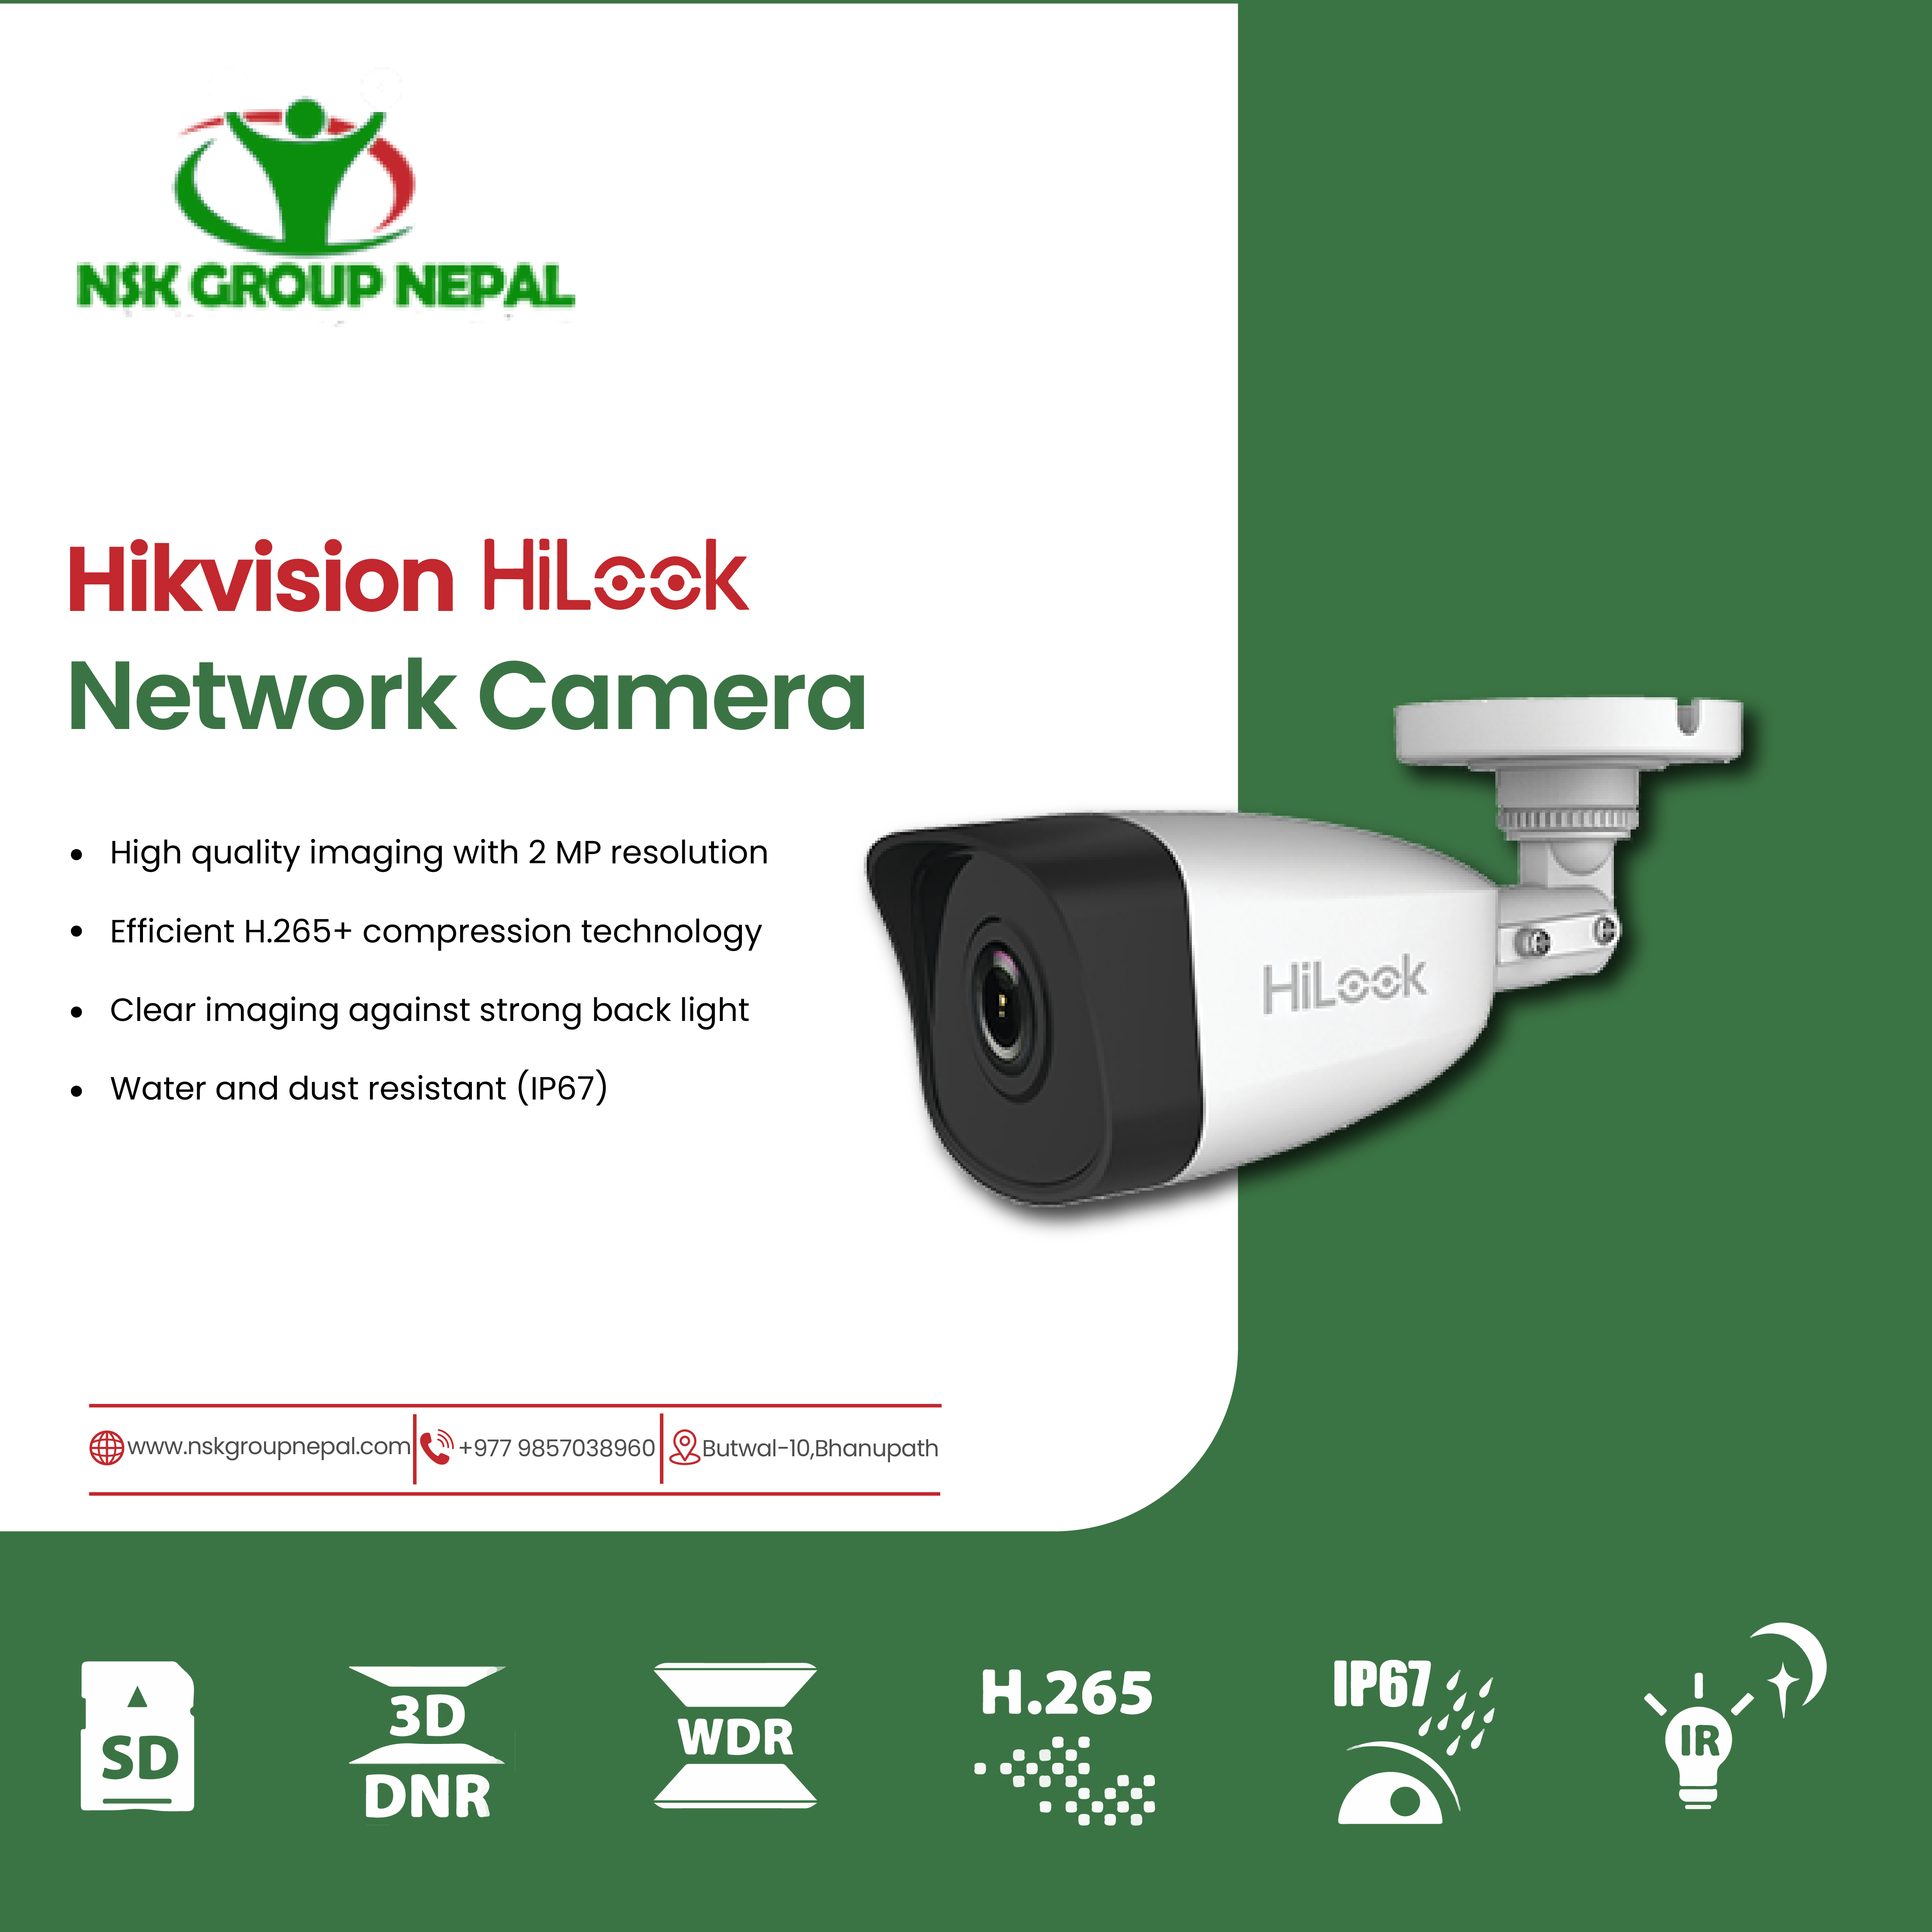 NSK GROUP NEPAL
Hikvision HiLook
Network Camera
High quality imaging with 2 MP resolution
Efficient H.265+ compression technology
Clear imaging against strong back light
Water and dust resistant (IP67)
HiLook
www.nskgroupnepal.com +977 9857038960 Butwal-10,Bhanupath
SD
3D
DNR
WDR
H.265
IP67
IR